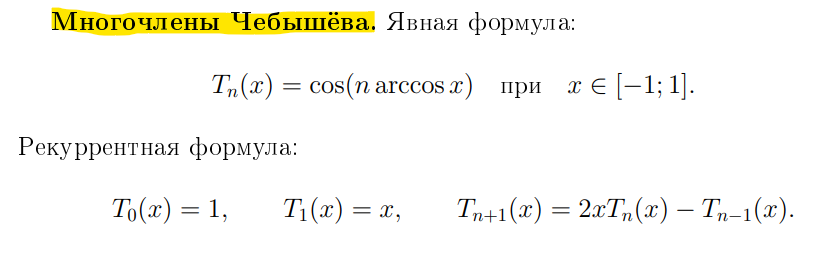 Многочлены Чебышёва. Явная формула:
Tₙ(x) = cos(n arccos x) при x ∈ [−1; 1].
Рекуррентная формула:
T₀(x) = 1, T₁(x) = x, Tₙ₊₁(x) = 2xTₙ(x) − Tₙ₋₁(x).